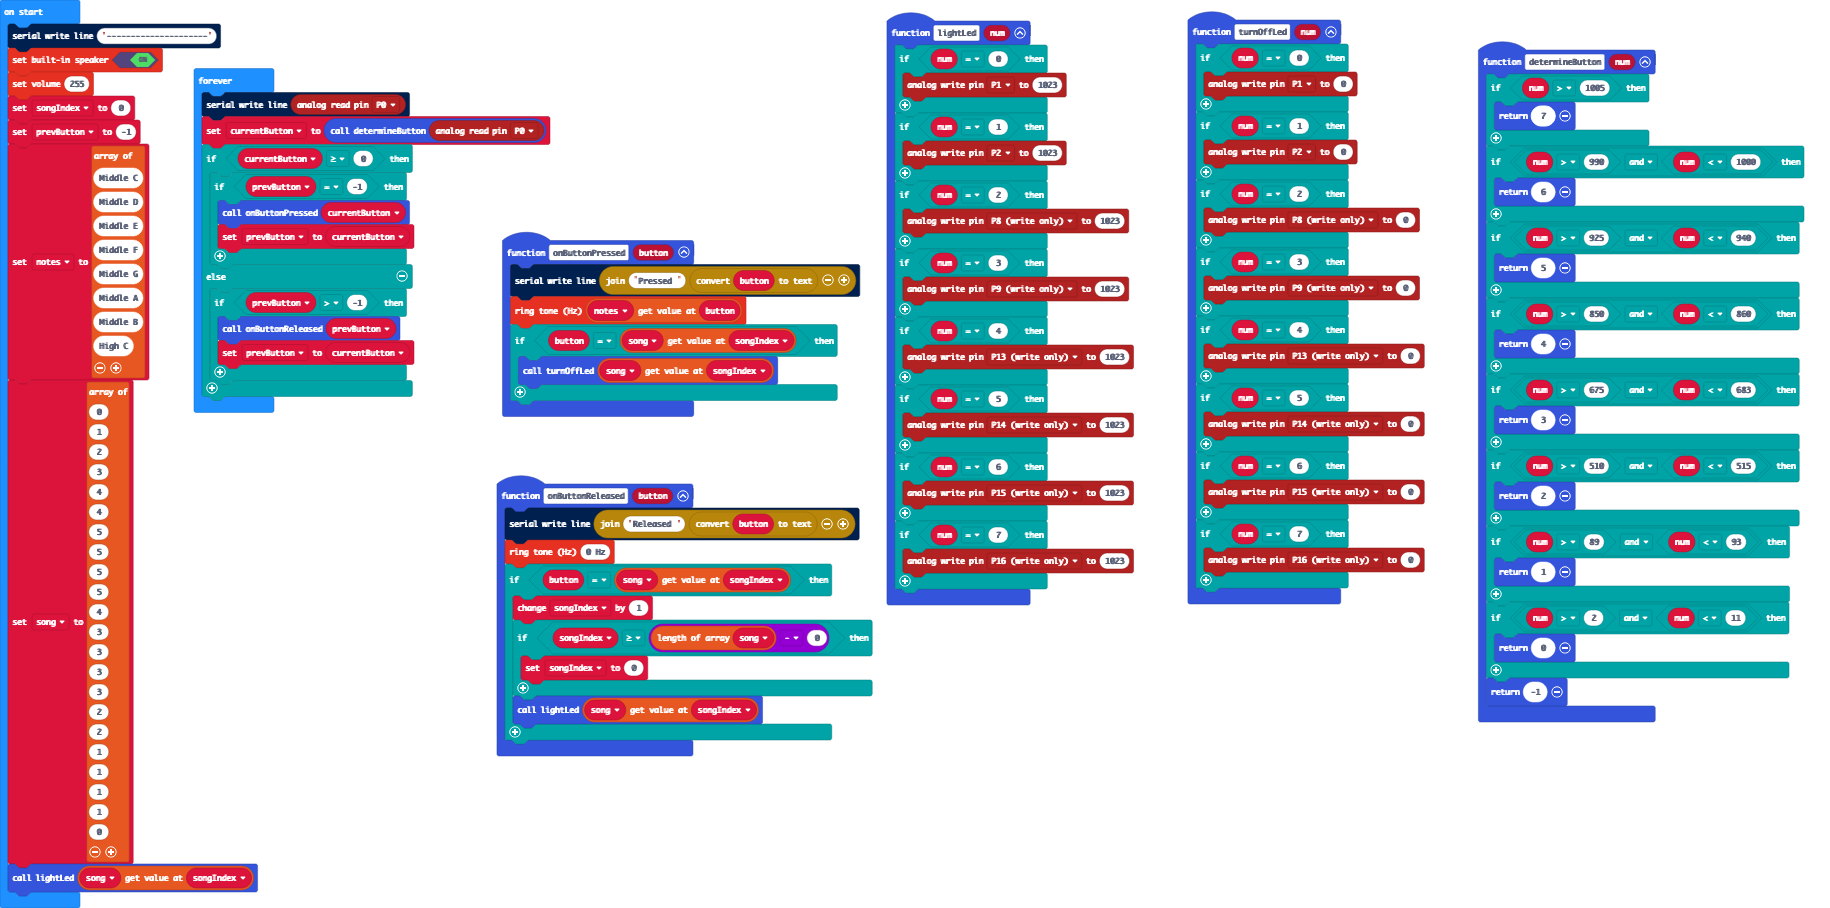 on start
serial write line "---------------------"
set built-in speaker ON
set volume 255
set songIndex to 0
set prevButton to -1
set notes to array of
Middle C
Middle D
Middle E
Middle F
Middle G
Middle A
Middle B
High C
set song to array of
0
1
2
3
4
4
5
5
5
5
4
3
3
3
3
2
2
1
1
1
1
0
call lightLed song get value at songIndex
forever
serial write line analog read pin P0
set currentButton to call determineButton analog read pin P0
if currentButton ≥ 0 then
if prevButton = -1 then
call onButtonPressed currentButton
set prevButton to currentButton
else
if prevButton > -1 then
call onButtonReleased prevButton
set prevButton to currentButton
function onButtonPressed button
serial write line join "Pressed " convert button to text
ring tone (Hz) notes get value at button
if button = song get value at songIndex then
call turnOffLed song get value at songIndex
function onButtonReleased button
serial write line join "Released " convert button to text
ring tone (Hz) 0 Hz
if button = song get value at songIndex then
change songIndex by 1
if songIndex ≥ length of array song - 0 then
set songIndex to 0
call lightLed song get value at songIndex
function lightLed num
if num = 0 then
analog write pin P1 to 1023
if num = 1 then
analog write pin P2 to 1023
if num = 2 then
analog write pin P8 (write only) to 1023
if num = 3 then
analog write pin P9 (write only) to 1023
if num = 4 then
analog write pin P13 (write only) to 1023
if num = 5 then
analog write pin P14 (write only) to 1023
if num = 6 then
analog write pin P15 (write only) to 1023
if num = 7 then
analog write pin P16 (write only) to 1023
function turnOffLed num
if num = 0 then
analog write pin P1 to 0
if num = 1 then
analog write pin P2 to 0
if num = 2 then
analog write pin P8 (write only) to 0
if num = 3 then
analog write pin P9 (write only) to 0
if num = 4 then
analog write pin P13 (write only) to 0
if num = 5 then
analog write pin P14 (write only) to 0
if num = 6 then
analog write pin P15 (write only) to 0
if num = 7 then
analog write pin P16 (write only) to 0
function determineButton num
if num > 1005 then
return 7
if num > 990 and num < 1000 then
return 6
if num > 925 and num < 940 then
return 5
if num > 850 and num < 860 then
return 4
if num > 675 and num < 683 then
return 3
if num > 510 and num < 515 then
return 2
if num > 89 and num < 93 then
return 1
if num > 2 and num < 11 then
return 0
return -1